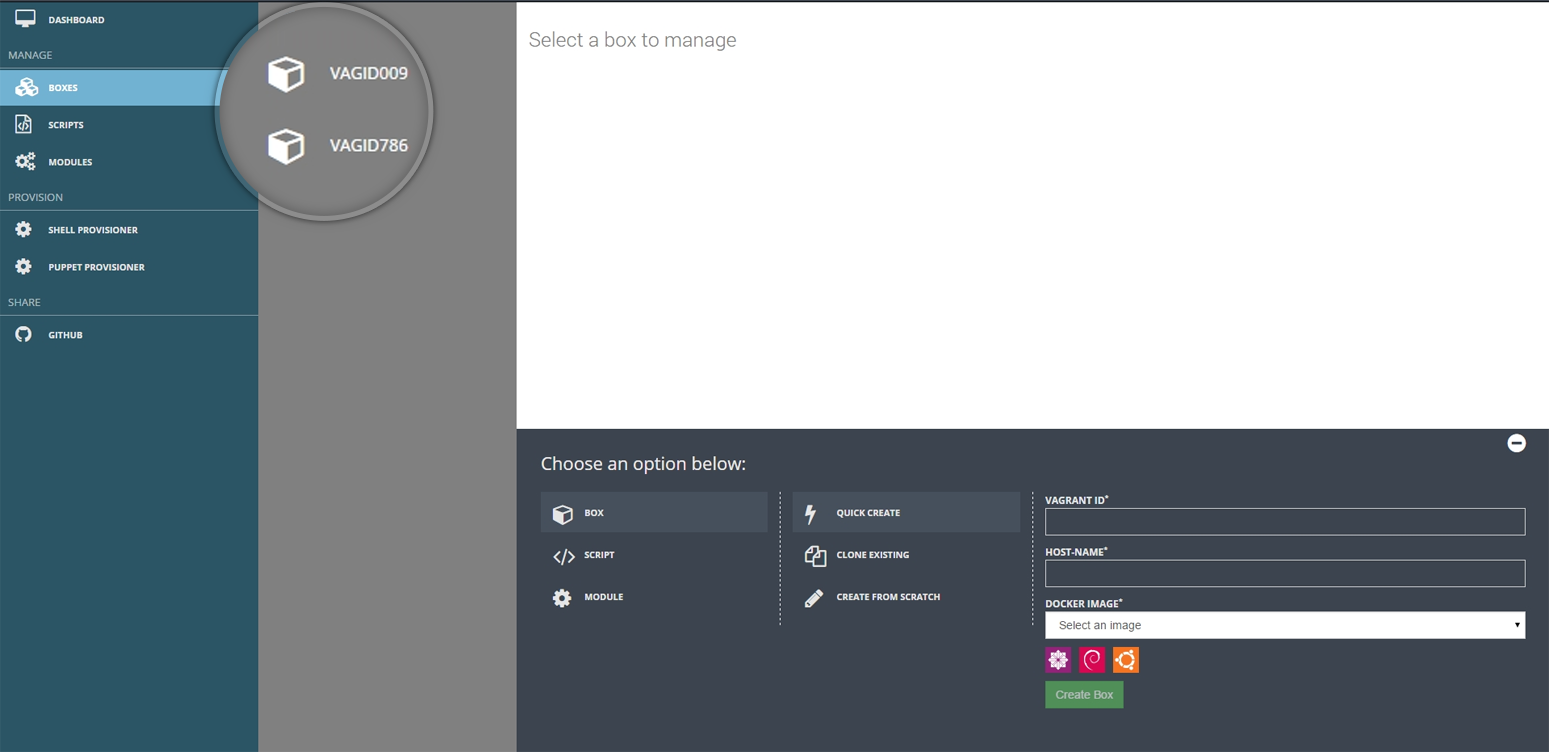 DASHBOARD
MANAGE
BOXES
SCRIPTS
MODULES
PROVISION
SHELL PROVISIONER
PUPPET PROVISIONER
SHARE
GITHUB
VAGID009
VAGID786
Select a box to manage
Choose an option below:
BOX
SCRIPT
MODULE
QUICK CREATE
CLONE EXISTING
CREATE FROM SCRATCH
VAGRANT ID*
HOST-NAME*
DOCKER IMAGE*
Select an image
Create Box